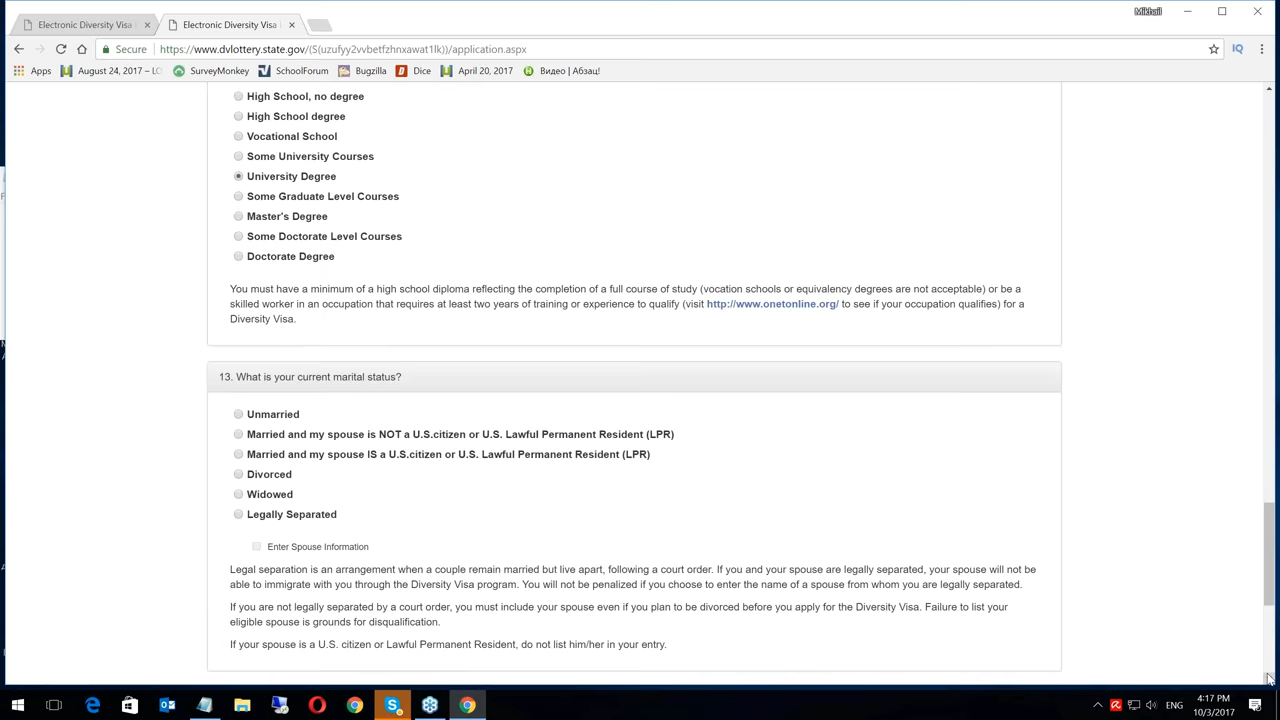 Mikhail
Electronic Diversity Visa
Electronic Diversity Visa
Secure https://www.dvlottery.state.gov/(S(uzufyy2vvbetfzhnxawat1lk))/application.aspx
Apps August 24, 2017 – LO SurveyMonkey SchoolForum Bugzilla Dice April 20, 2017 Видео | Абзац!
High School, no degree
High School degree
Vocational School
Some University Courses
University Degree
Some Graduate Level Courses
Master's Degree
Some Doctorate Level Courses
Doctorate Degree
You must have a minimum of a high school diploma reflecting the completion of a full course of study (vocation schools or equivalency degrees are not acceptable) or be a
skilled worker in an occupation that requires at least two years of training or experience to qualify (visit http://www.onetonline.org/ to see if your occupation qualifies) for a
Diversity Visa.
13. What is your current marital status?
Unmarried
Married and my spouse is NOT a U.S.citizen or U.S. Lawful Permanent Resident (LPR)
Married and my spouse IS a U.S.citizen or U.S. Lawful Permanent Resident (LPR)
Divorced
Widowed
Legally Separated
Enter Spouse Information
Legal separation is an arrangement when a couple remain married but live apart, following a court order. If you and your spouse are legally separated, your spouse will not be
able to immigrate with you through the Diversity Visa program. You will not be penalized if you choose to enter the name of a spouse from whom you are legally separated.
If you are not legally separated by a court order, you must include your spouse even if you plan to be divorced before you apply for the Diversity Visa. Failure to list your
eligible spouse is grounds for disqualification.
If your spouse is a U.S. citizen or Lawful Permanent Resident, do not list him/her in your entry.
ENG
4:17 PM
10/3/2017